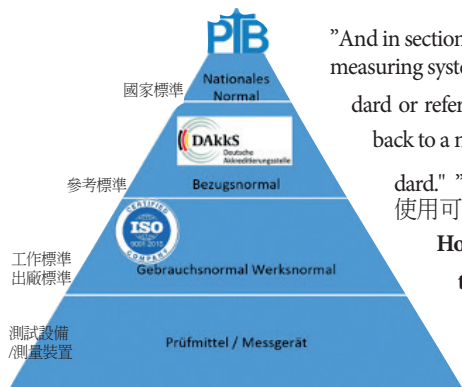 PTB
Nationales
Normal
國家標準
DAkkS
Deutsche
Akkreditierungsstelle
參考標準
Bezugsnormal
CERTIFIED
ISO
9001:2015
COMPANY
工作標準
出廠標準
Gebrauchsnormal Werksnormal
測試設備
/測量裝置
Prüfmittel / Messgerät
”And in section
measuring syste
dard or refer
back to a n
dard." ”
使用可
Ho
t